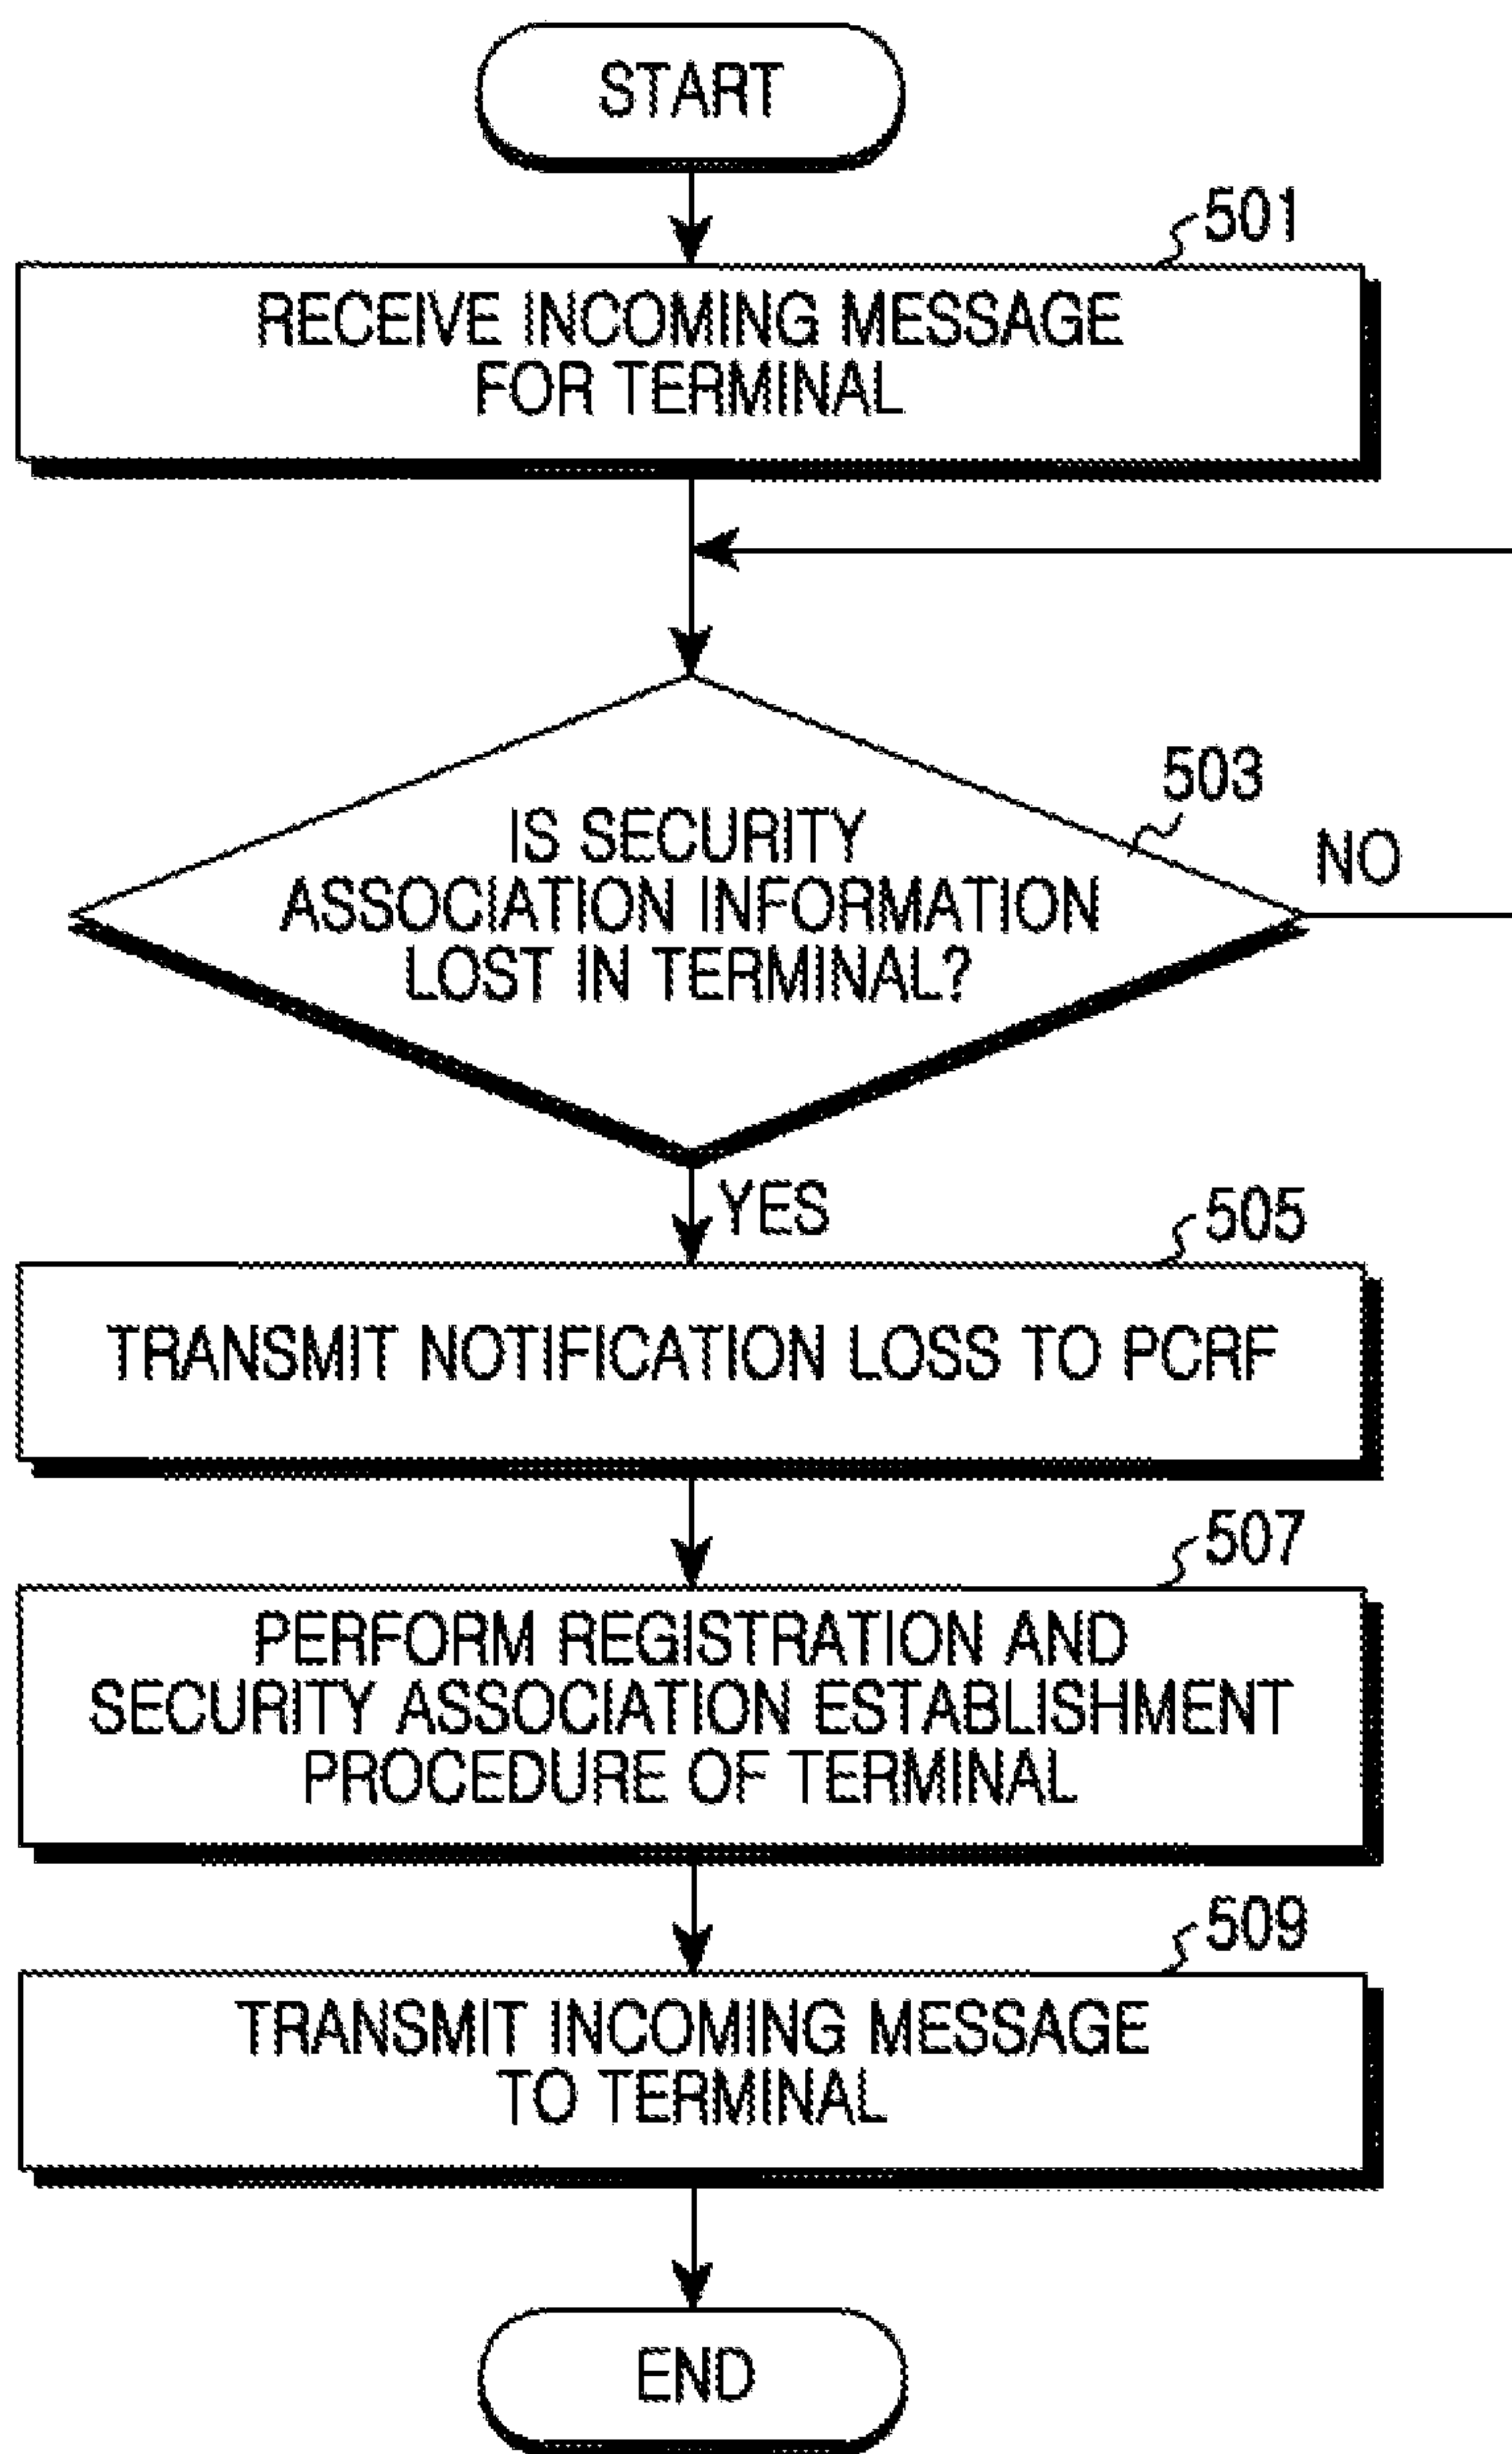 START
501
RECEIVE INCOMING MESSAGE
FOR TERMINAL
503
IS SECURITY
ASSOCIATION INFORMATION
LOST IN TERMINAL?
NO
YES
505
TRANSMIT NOTIFICATION LOSS TO PCRF
507
PERFORM REGISTRATION AND
SECURITY ASSOCIATION ESTABLISHMENT
PROCEDURE OF TERMINAL
509
TRANSMIT INCOMING MESSAGE
TO TERMINAL
END